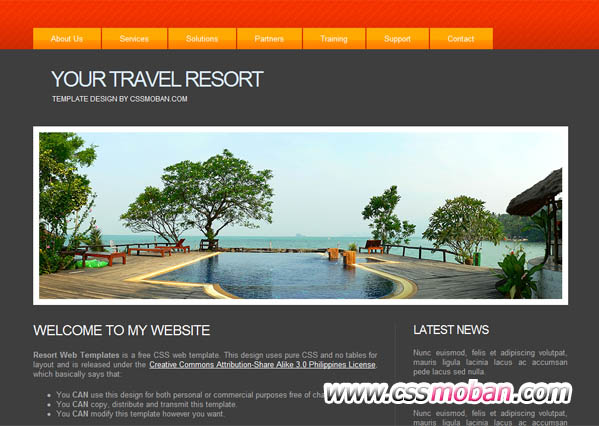 About Us Services Solutions Partners Training Support Contact
YOUR TRAVEL RESORT
TEMPLATE DESIGN BY CSSMOBAN.COM
WELCOME TO MY WEBSITE
Resort Web Templates is a free CSS web template. This design uses pure CSS and no tables for
layout and is released under the Creative Commons Attribution-Share Alike 3.0 Philippines License,
which basically says that:
You CAN use this design for both personal or commercial purposes free of
You CAN copy, distribute and transmit this template.
You CAN modify this template however you want.
LATEST NEWS
Nunc euismod, felis et adipiscing volutpat,
mauris ligula lacinia lacus ac accumsan
pede lacus sed nulla.
www.cssmoban.com
Nunc euismod, felis et adipiscing volutpat,
mauris ligula lacinia lacus ac accumsan